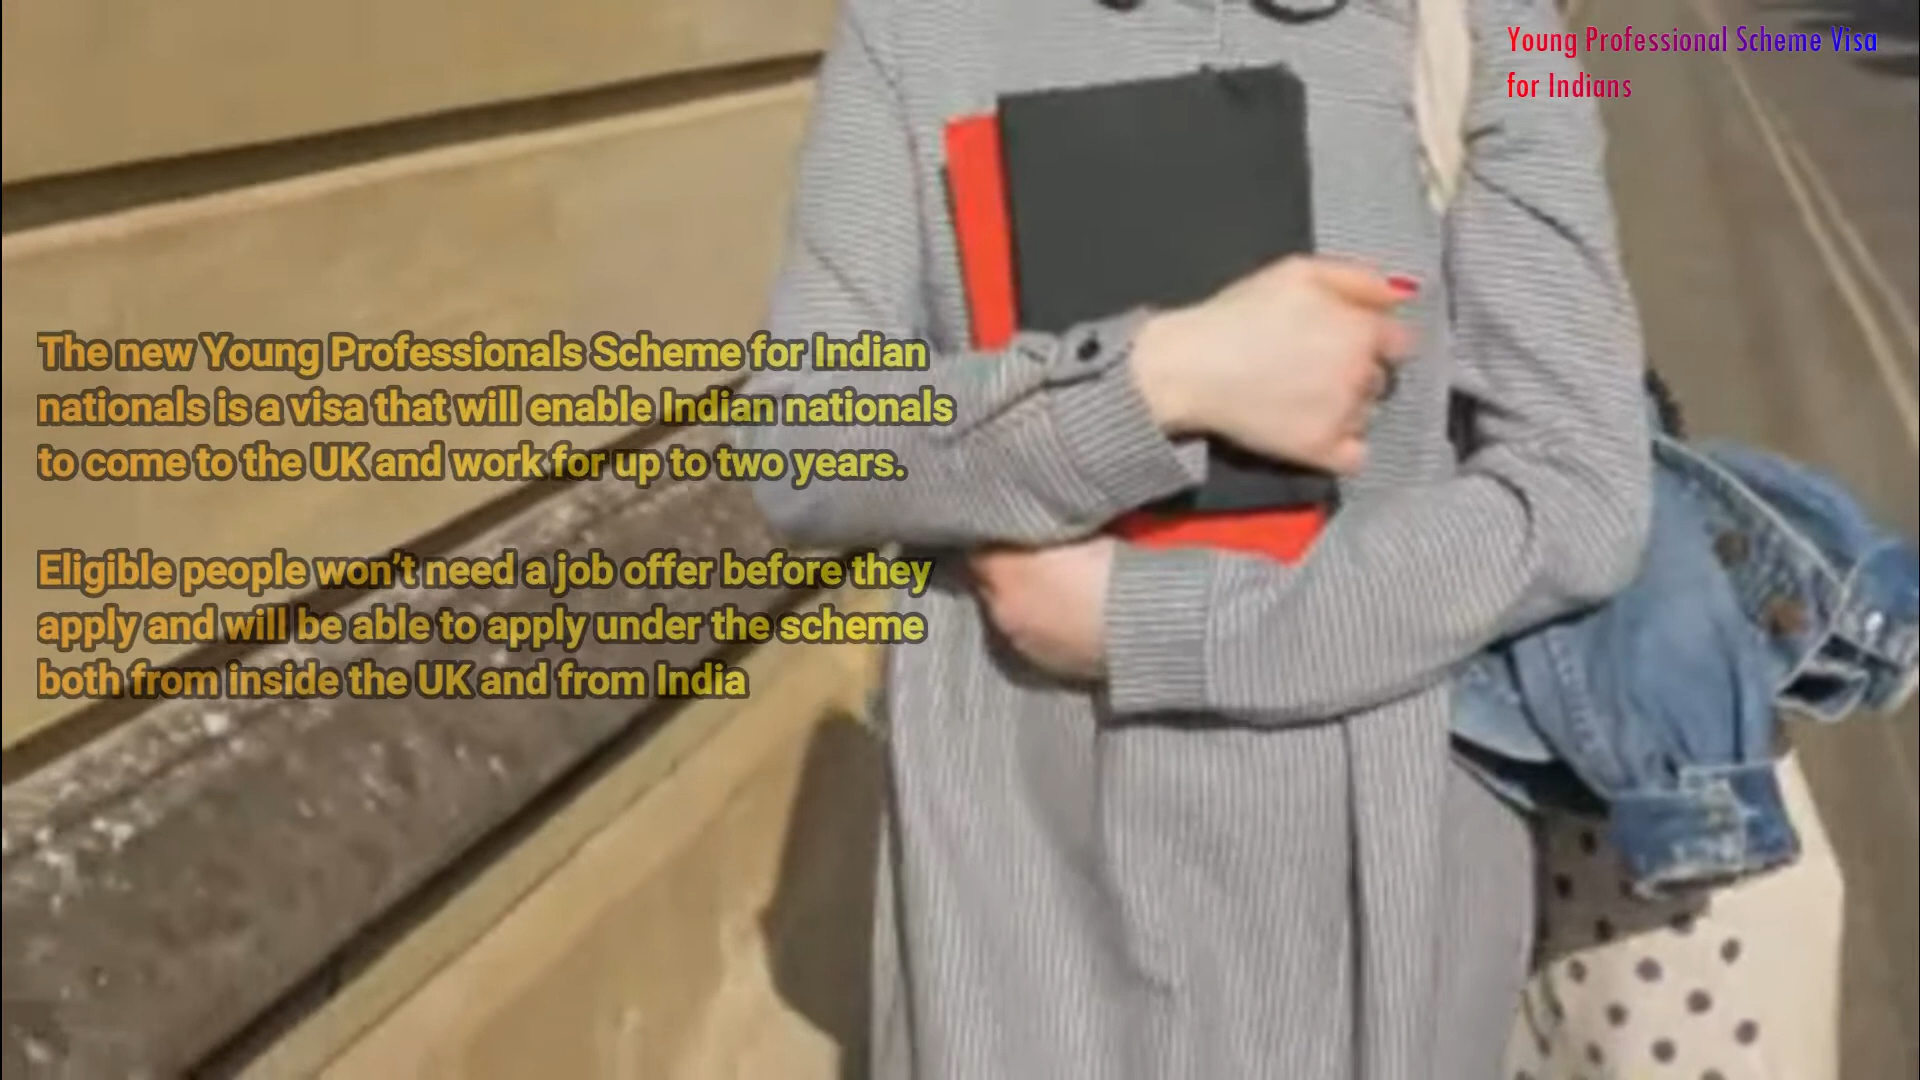 Young Professional Scheme Visa
for Indians
The new Young Professionals Scheme for Indian
nationals is a visa that will enable Indian nationals
to come to the UK and work for up to two years.
Eligible people won't need a job offer before they
apply and will be able to apply under the scheme
both from inside the UK and from India